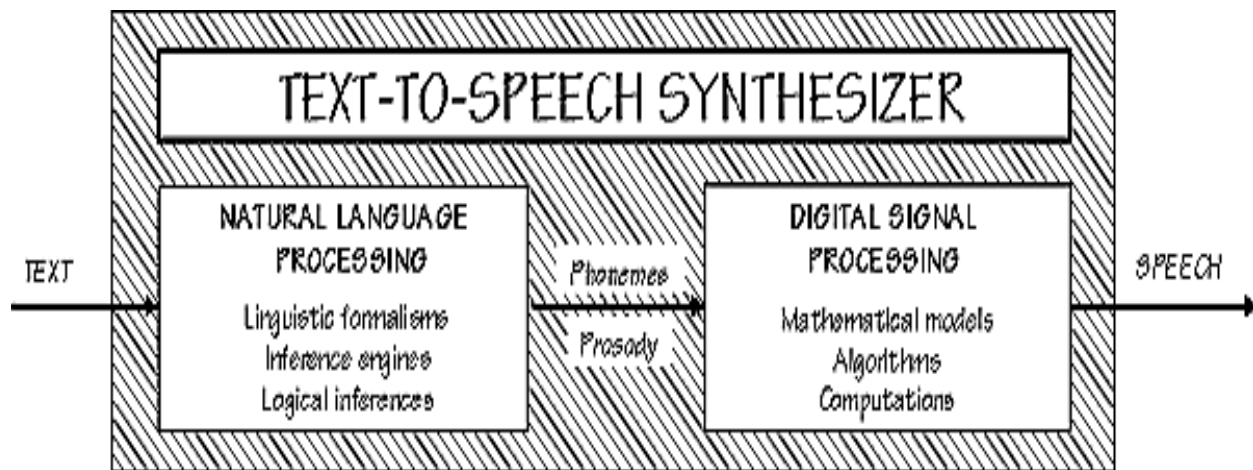 TEXT-TO-SPEECH SYNTHESIZER
TEXT
NATURAL LANGUAGE
PROCESSING
Linguistic formalisms
Inference engines
Logical inferences
Phonemes
Prosody
DIGITAL SIGNAL
PROCESSING
Mathematical models
Algorithms
Computations
SPEECH